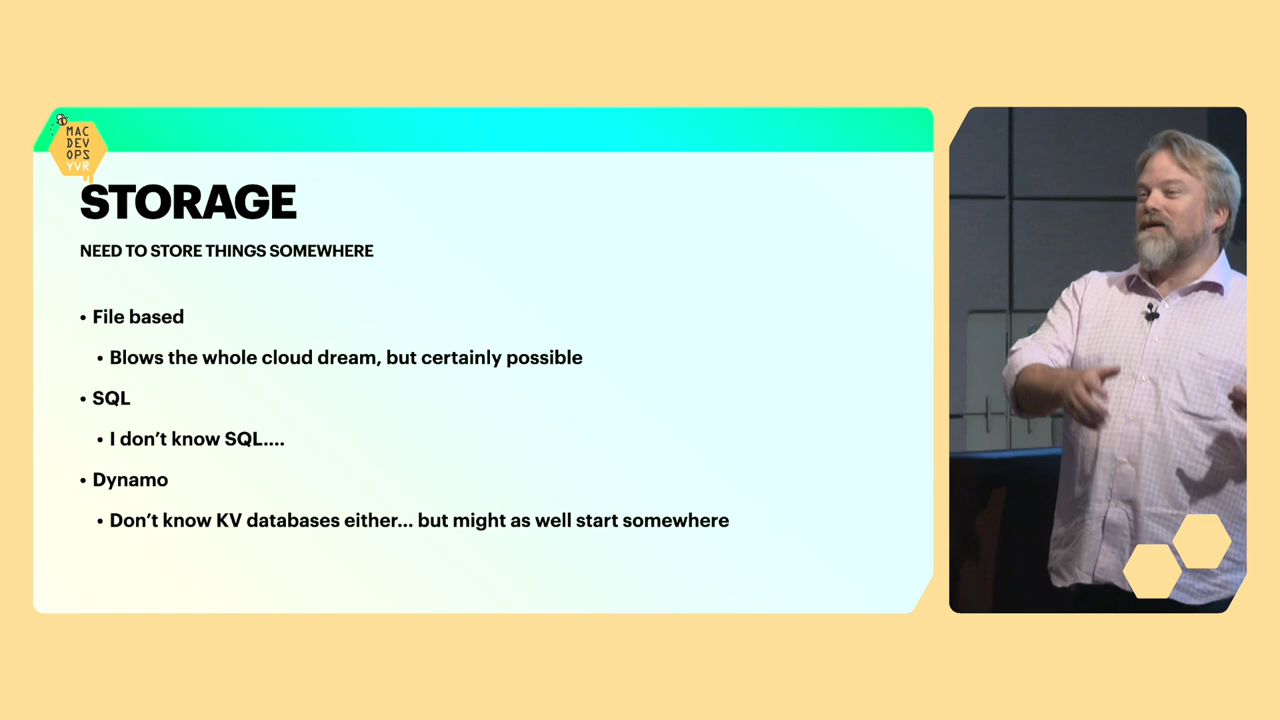 MAC
DEV
OPS
YVR
STORAGE
NEED TO STORE THINGS SOMEWHERE
• File based
• Blows the whole cloud dream, but certainly possible
• SQL
• I don’t know SQL....
• Dynamo
• Don’t know KV databases either... but might as well start somewhere